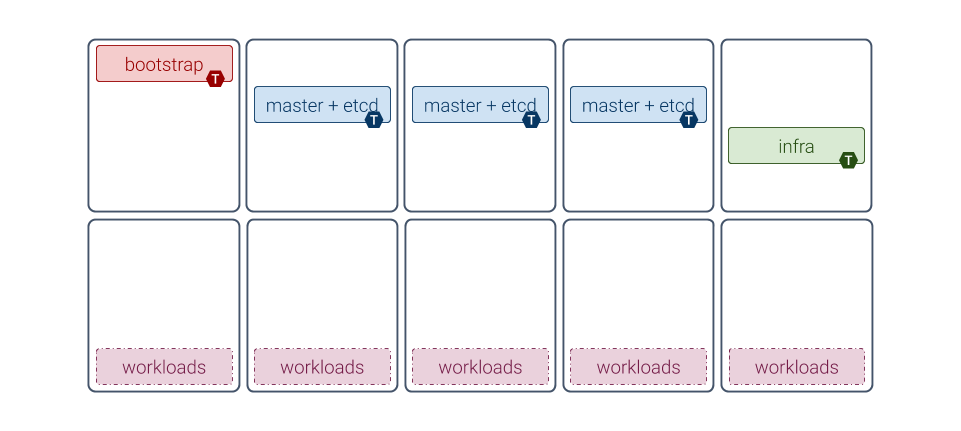 bootstrap
T
master + etcd
T
master + etcd
T
master + etcd
T
infra
T
workloads
workloads
workloads
workloads
workloads